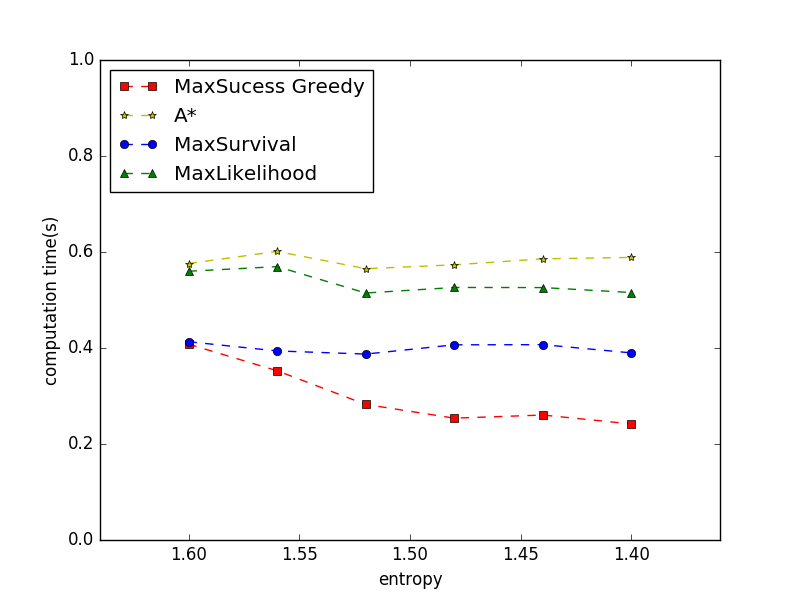 1.0
0.8
0.6
0.4
0.2
0.0
computation time(s)
MaxSucess Greedy
A*
MaxSurvival
MaxLikelihood
1.60
1.55
1.50
1.45
1.40
entropy